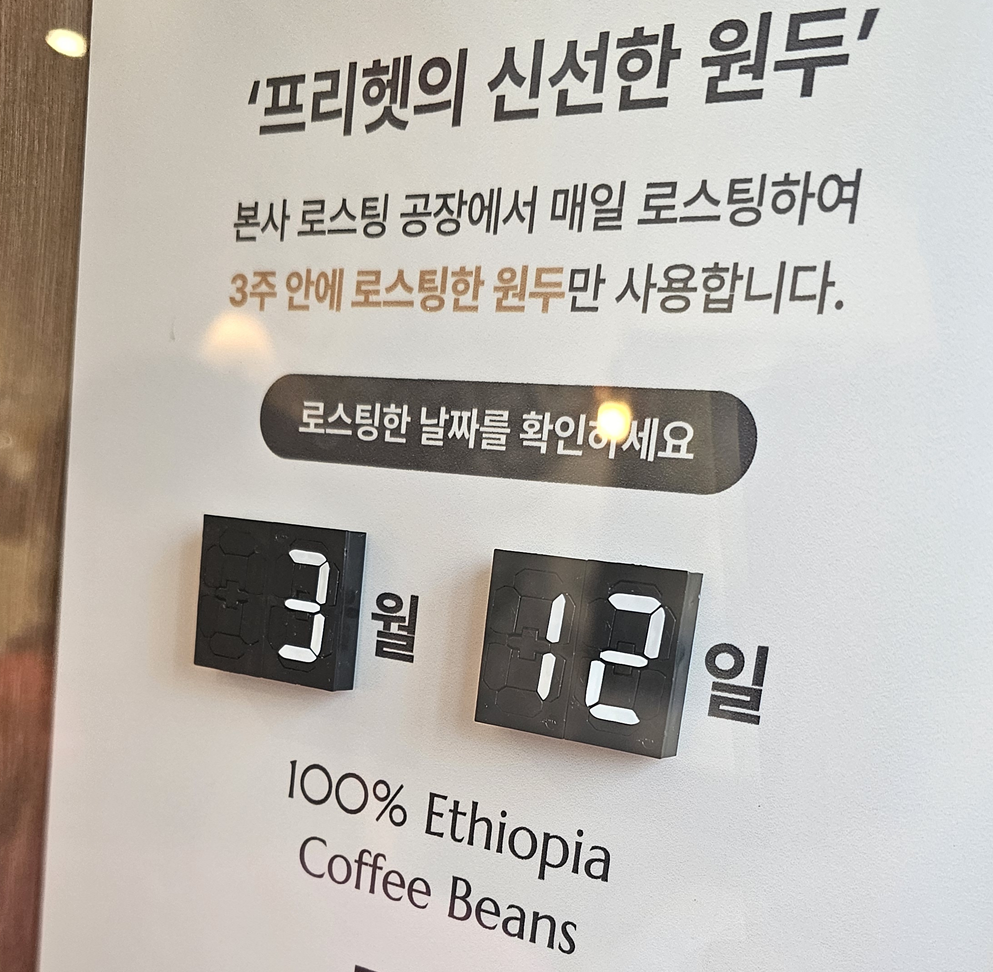 '프리헷의 신선한 원두'
본사 로스팅 공장에서 매일 로스팅하여
3주 안에 로스팅한 원두만 사용합니다.
로스팅한 날짜를 확인하세요
3월 12일
100% Ethiopia
Coffee Beans